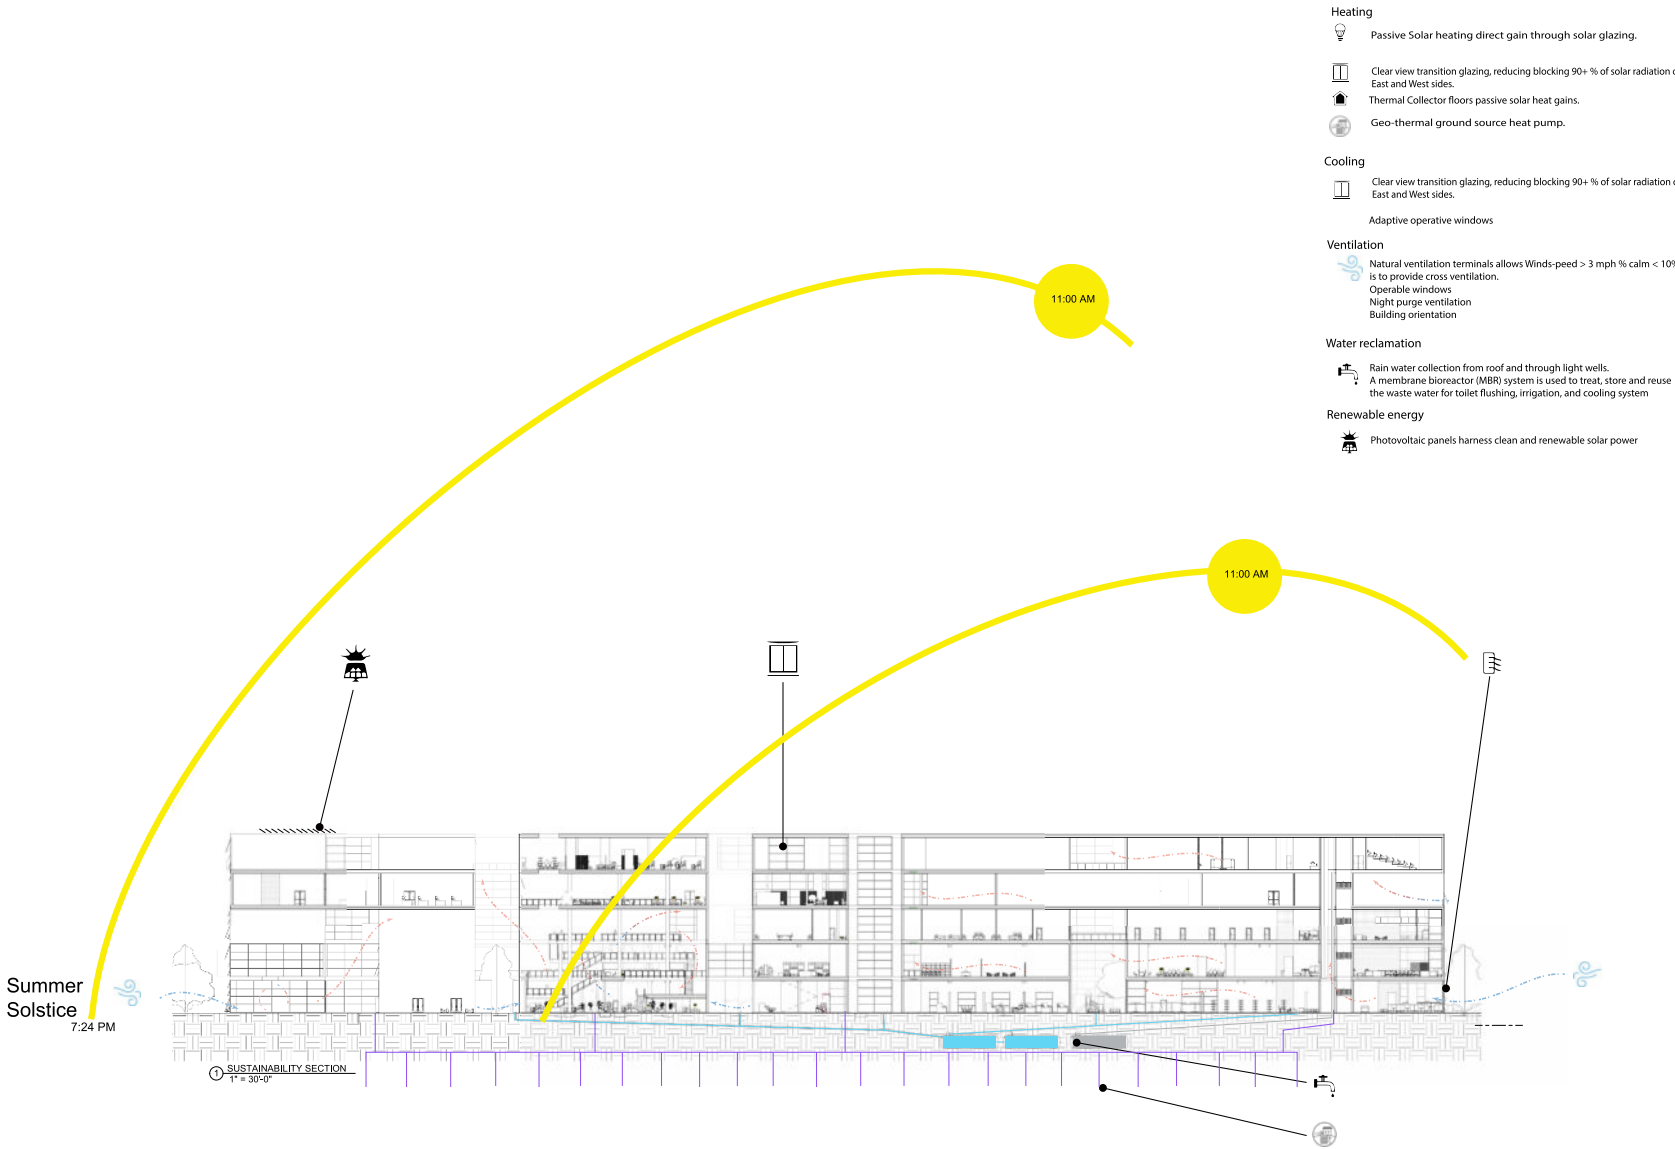 Heating
Passive Solar heating direct gain through solar glazing.
Clear view transition glazing, reducing blocking 90+ % of solar radiation
East and West sides.
Thermal Collector floors passive solar heat gains.
Geo-thermal ground source heat pump.
Cooling
Clear view transition glazing, reducing blocking 90+ % of solar radiation
East and West sides.
Adaptive operative windows
Ventilation
Natural ventilation terminals allows Winds-peed > 3 mph % calm < 10%
is to provide cross ventilation.
Operable windows
Night purge ventilation
Building orientation
Water reclamation
Rain water collection from roof and through light wells.
A membrane bioreactor (MBR) system is used to treat, store and reuse
the waste water for toilet flushing, irrigation, and cooling system
Renewable energy
Photovoltaic panels harness clean and renewable solar power
11:00 AM
11:00 AM
Summer
Solstice
7:24 PM
1 SUSTAINABILITY SECTION
1" = 30'-0"